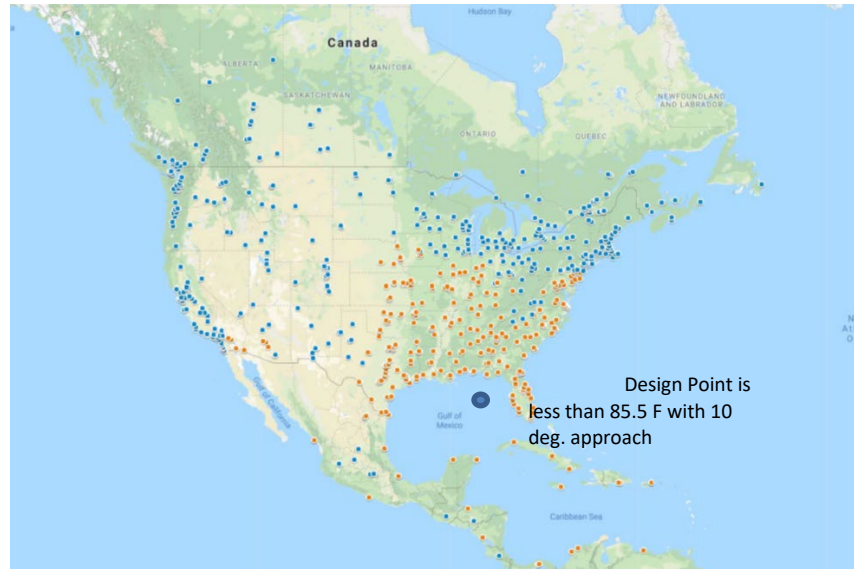 Hudson Bay
Canada
ALBERTA
MANITOBA
SASKATCHEWAN
NEWFOUNDLAND
AND LABRADOR
ONTARIO
QUEBEC
N
At
O
Design Point is
less than 85.5 F with 10
deg. approach
Gulf of
Mexico
Gulf of California
Caribbean Sea